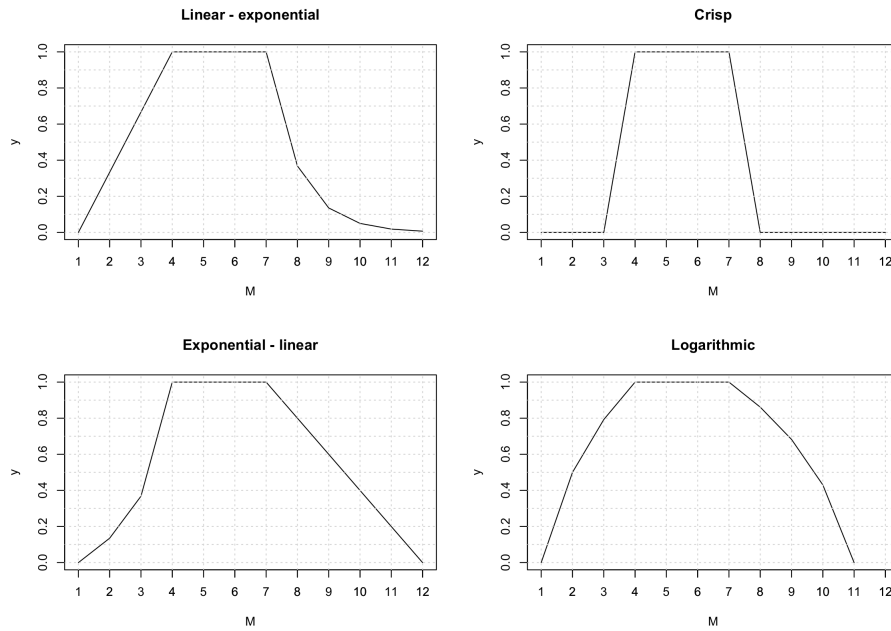 Linear - exponential
y
0.0 0.2 0.4 0.6 0.8 1.0
1 2 3 4 5 6 7 8 9 10 11 12
M
Crisp
y
0.0 0.2 0.4 0.6 0.8 1.0
1 2 3 4 5 6 7 8 9 10 11 12
M
Exponential - linear
y
0.0 0.2 0.4 0.6 0.8 1.0
1 2 3 4 5 6 7 8 9 10 11 12
M
Logarithmic
y
0.0 0.2 0.4 0.6 0.8 1.0
1 2 3 4 5 6 7 8 9 10 11 12
M